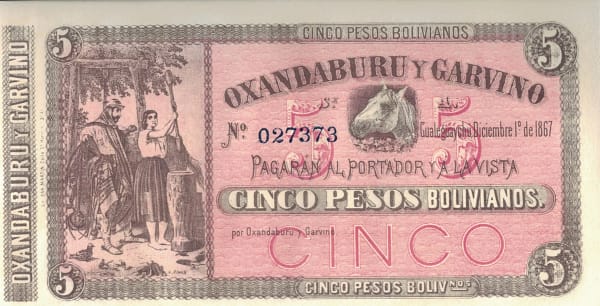 CINCO PESOS BOLIVIANOS
5
5
OXANDABURU Y GARVINO
OXANDABURU Y GARVINO
5 5
Nº 027373
Gualeguaychu Diciembre 1º de 1867
PAGARAN AL PORTADOR Y A LA VISTA
CINCO PESOS BOLIVIANOS.
por Oxandaburu y Garvino
CINCO
5
5
CINCO PESOS BOLIVNOS